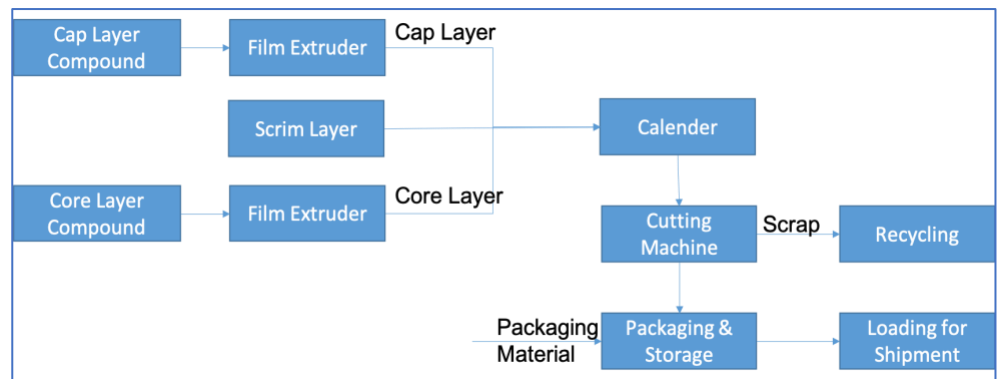 Cap Layer
Compound
Film Extruder
Cap Layer
Scrim Layer
Calender
Core Layer
Compound
Film Extruder
Core Layer
Cutting
Machine
Scrap
Recycling
Packaging
Material
Packaging &
Storage
Loading for
Shipment